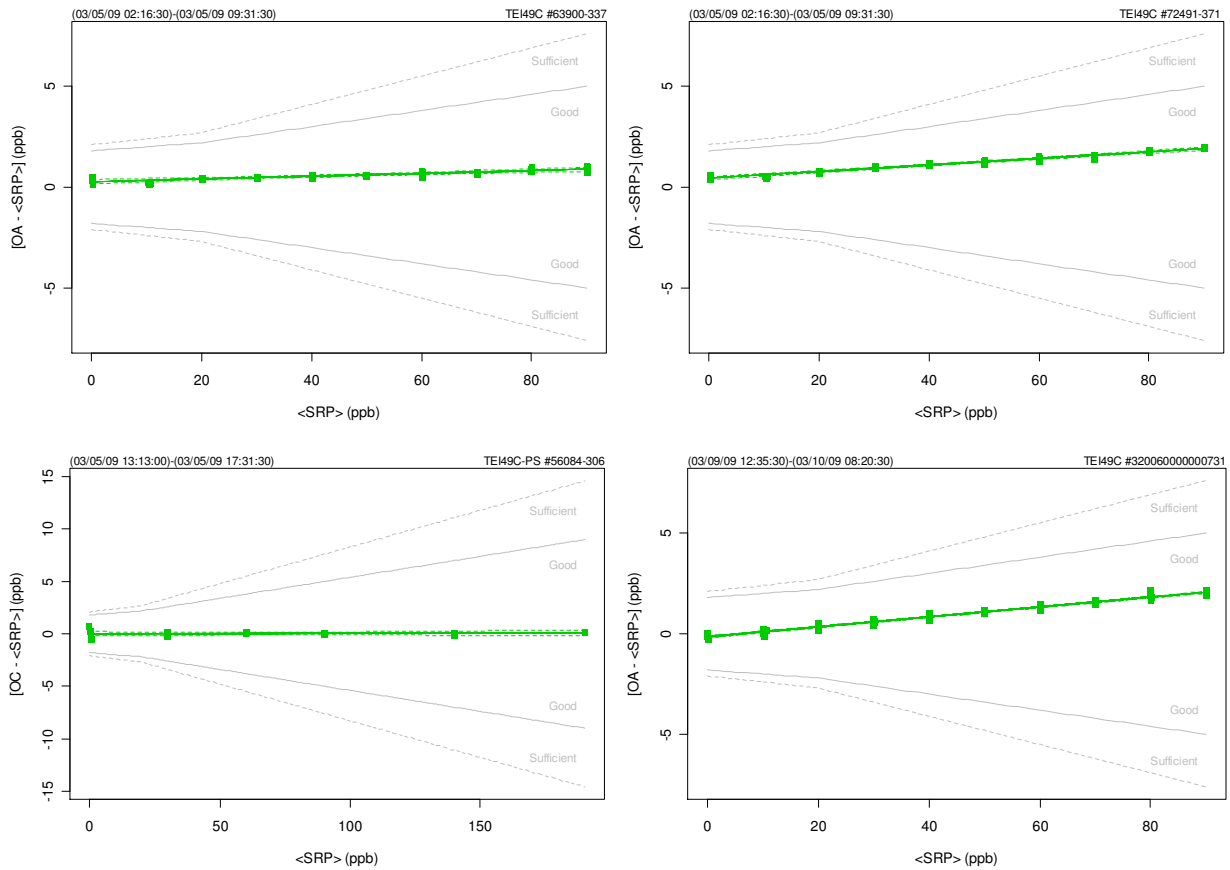 (03/05/09 02:16:30)-(03/05/09 09:31:30) TEI49C #63900-337
[OA - <SRP>] (ppb)
5
0
-5
Sufficient
Good
Good
Sufficient
0 20 40 60 80
<SRP> (ppb)
(03/05/09 02:16:30)-(03/05/09 09:31:30) TEI49C #72491-371
[OA - <SRP>] (ppb)
5
0
-5
Sufficient
Good
Good
Sufficient
0 20 40 60 80
<SRP> (ppb)
(03/05/09 13:13:00)-(03/05/09 17:31:30) TEI49C-PS #56084-306
[OC - <SRP>] (ppb)
15
10
5
0
-5
-10
-15
Sufficient
Good
Good
Sufficient
0 50 100 150
<SRP> (ppb)
(03/09/09 12:35:30)-(03/10/09 08:20:30) TEI49C #320060000000731
[OA - <SRP>] (ppb)
5
0
-5
Sufficient
Good
Good
Sufficient
0 20 40 60 80
<SRP> (ppb)